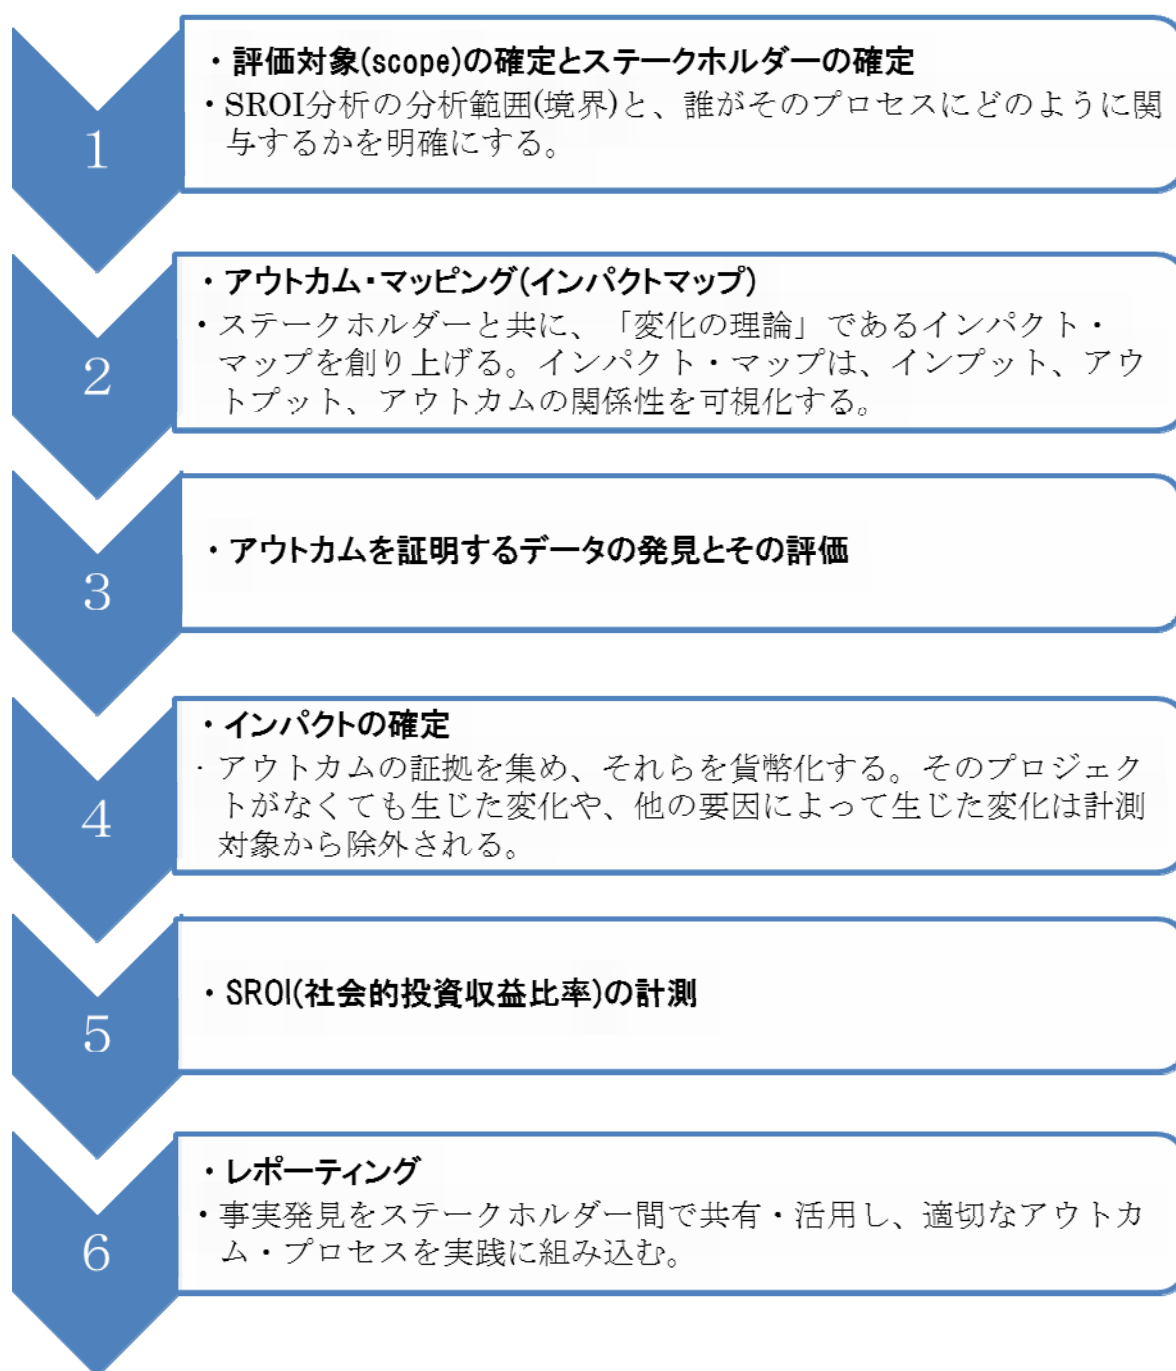 1
・評価対象(scope)の確定とステークホルダーの確定
・SROI分析の分析範囲(境界)と、誰がそのプロセスにどのように関
与するかを明確にする。
2
・アウトカム・マッピング(インパクトマップ)
・ステークホルダーと共に、「変化の理論」であるインパクト・
マップを創り上げる。インパクト・マップは、インプット、アウ
トプット、アウトカムの関係性を可視化する。
3
・アウトカムを証明するデータの発見とその評価
4
・インパクトの確定
・アウトカムの証拠を集め、それらを貨幣化する。そのプロジェク
トがなくても生じた変化や、他の要因によって生じた変化は計測
対象から除外される。
5
・SROI(社会的投資収益比率)の計測
6
・レポーティング
・事実発見をステークホルダー間で共有・活用し、適切なアウトカ
ム・プロセスを実践に組み込む。